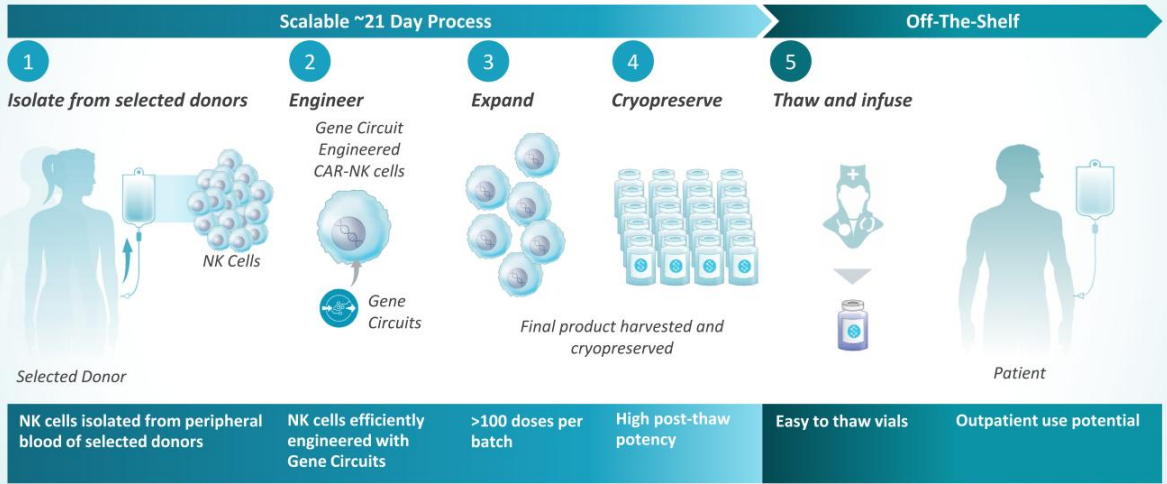 Scalable ~21 Day Process
Off-The-Shelf
1
2
3
4
5
Isolate from selected donors
Engineer
Expand
Cryopreserve
Thaw and infuse
Gene Circuit
Engineered
CAR-NK cells
NK Cells
Gene
Circuits
Final product harvested and
cryopreserved
Selected Donor
Patient
NK cells isolated from peripheral
blood of selected donors
NK cells efficiently
engineered with
Gene Circuits
>100 doses per
batch
High post-thaw
potency
Easy to thaw vials
Outpatient use potential